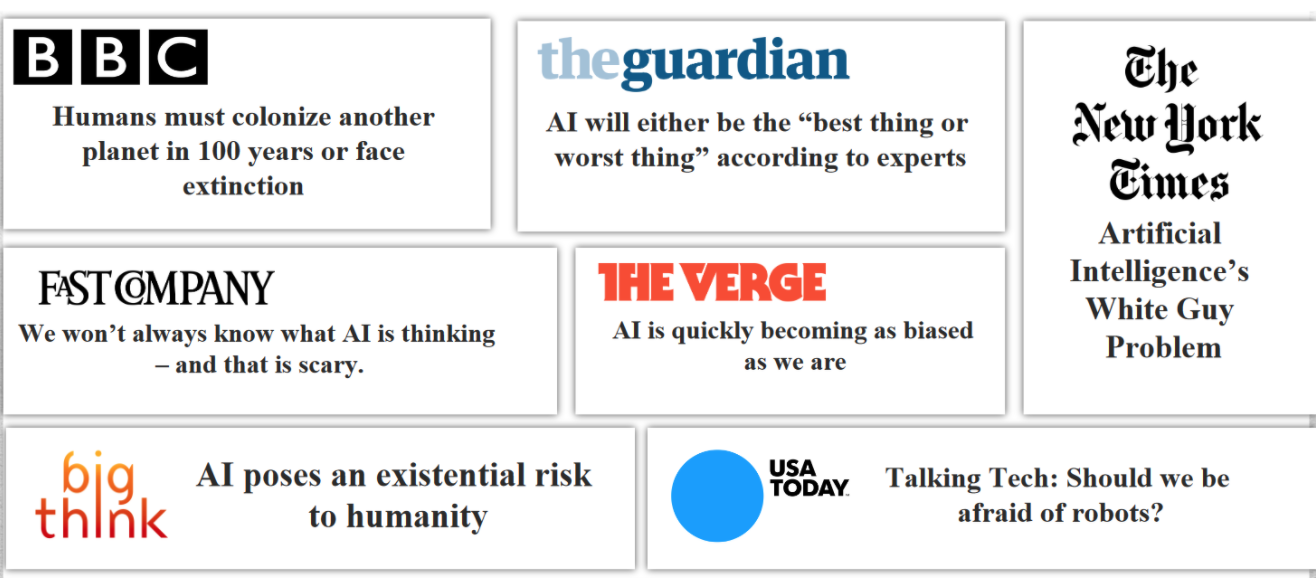 BBC
Humans must colonize another
planet in 100 years or face
extinction
theguardian
AI will either be the “best thing or
worst thing” according to experts
The
New York
Times
Artificial
Intelligence’s
White Guy
Problem
FAST COMPANY
We won’t always know what AI is thinking
– and that is scary.
THE VERGE
AI is quickly becoming as biased
as we are
big
think
AI poses an existential risk
to humanity
USA
TODAY
Talking Tech: Should we be
afraid of robots?